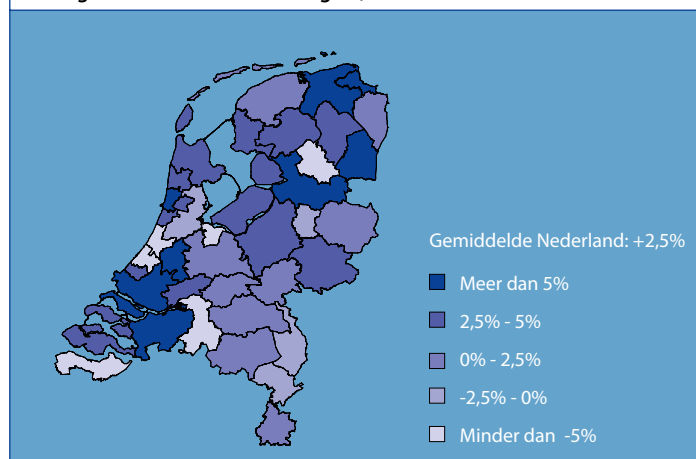 Gemiddelde Nederland: +2,5%
Meer dan 5%
2,5% - 5%
0% - 2,5%
-2,5% - 0%
Minder dan -5%